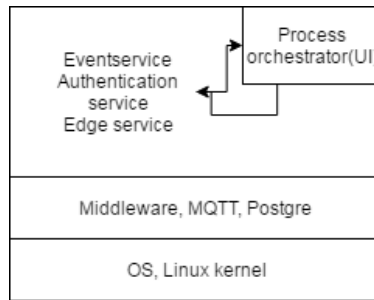 Eventservice
Authentication
service
Edge service
Process
orchestrator(UI)
Middleware, MQTT, Postgre
OS, Linux kernel